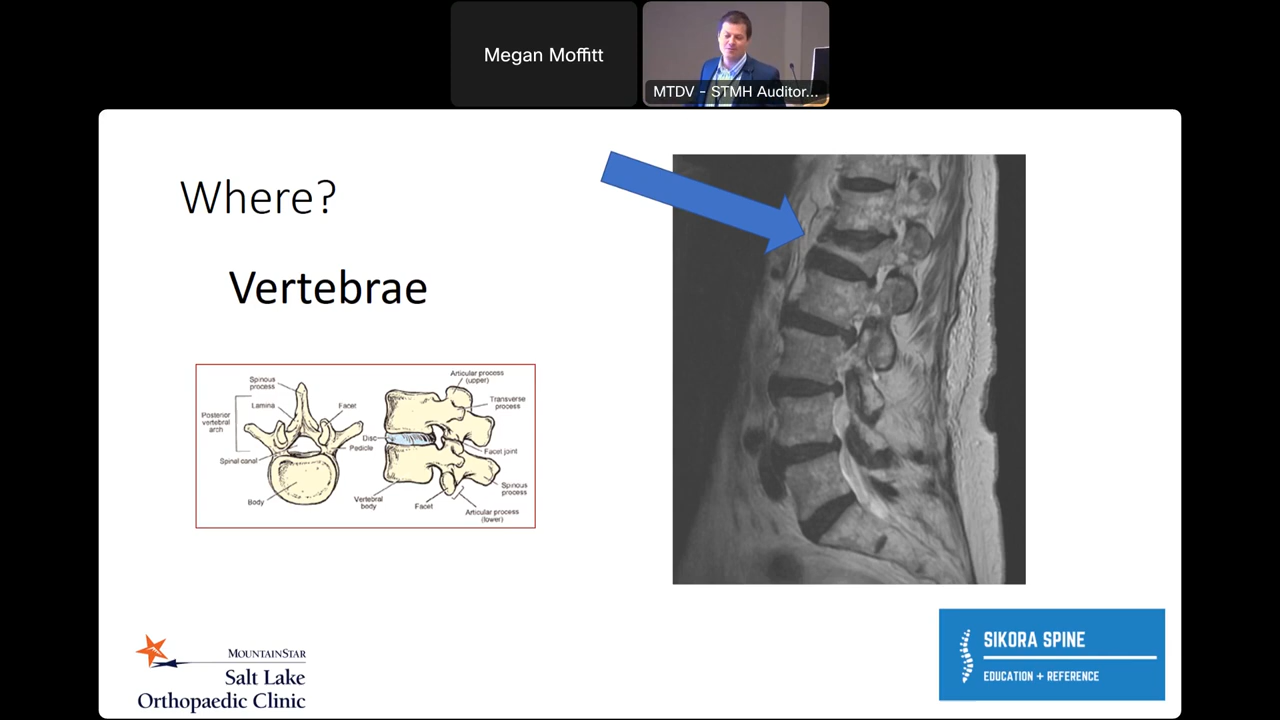 Megan Moffitt
MTDV - STMH Auditor...
Where?
Vertebrae
Spinous
process
Lamina
Facet
Posterior
vertebral
arch
Pedicle
Spinal canal
Body
Articular process
(upper)
Transverse
process
Disc
Facet joint
Spinous
process
Vertebral
body
Facet
Articular process
(lower)
MOUNTAINSTAR
Salt Lake
Orthopaedic Clinic
SIKORA SPINE
EDUCATION + REFERENCE